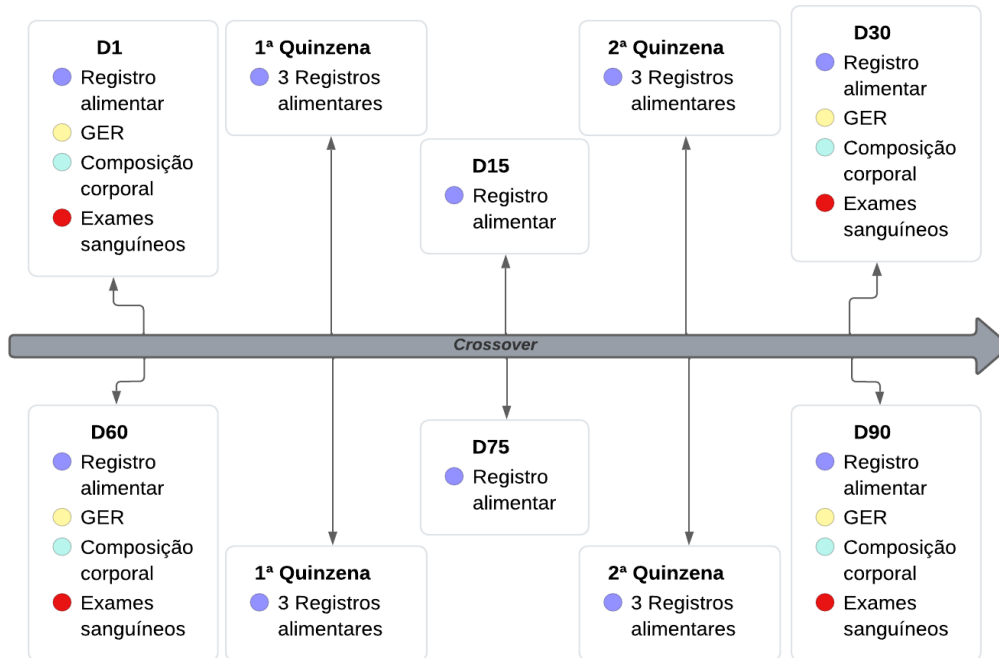 D1
Registro
alimentar
GER
Composição
corporal
Exames
sanguíneos
1ª Quinzena
3 Registros
alimentares
D15
Registro
alimentar
2ª Quinzena
3 Registros
alimentares
D30
Registro
alimentar
GER
Composição
corporal
Exames
sanguíneos
Crossover
D60
Registro
alimentar
GER
Composição
corporal
Exames
sanguíneos
1ª Quinzena
3 Registros
alimentares
D75
Registro
alimentar
2ª Quinzena
3 Registros
alimentares
D90
Registro
alimentar
GER
Composição
corporal
Exames
sanguíneos